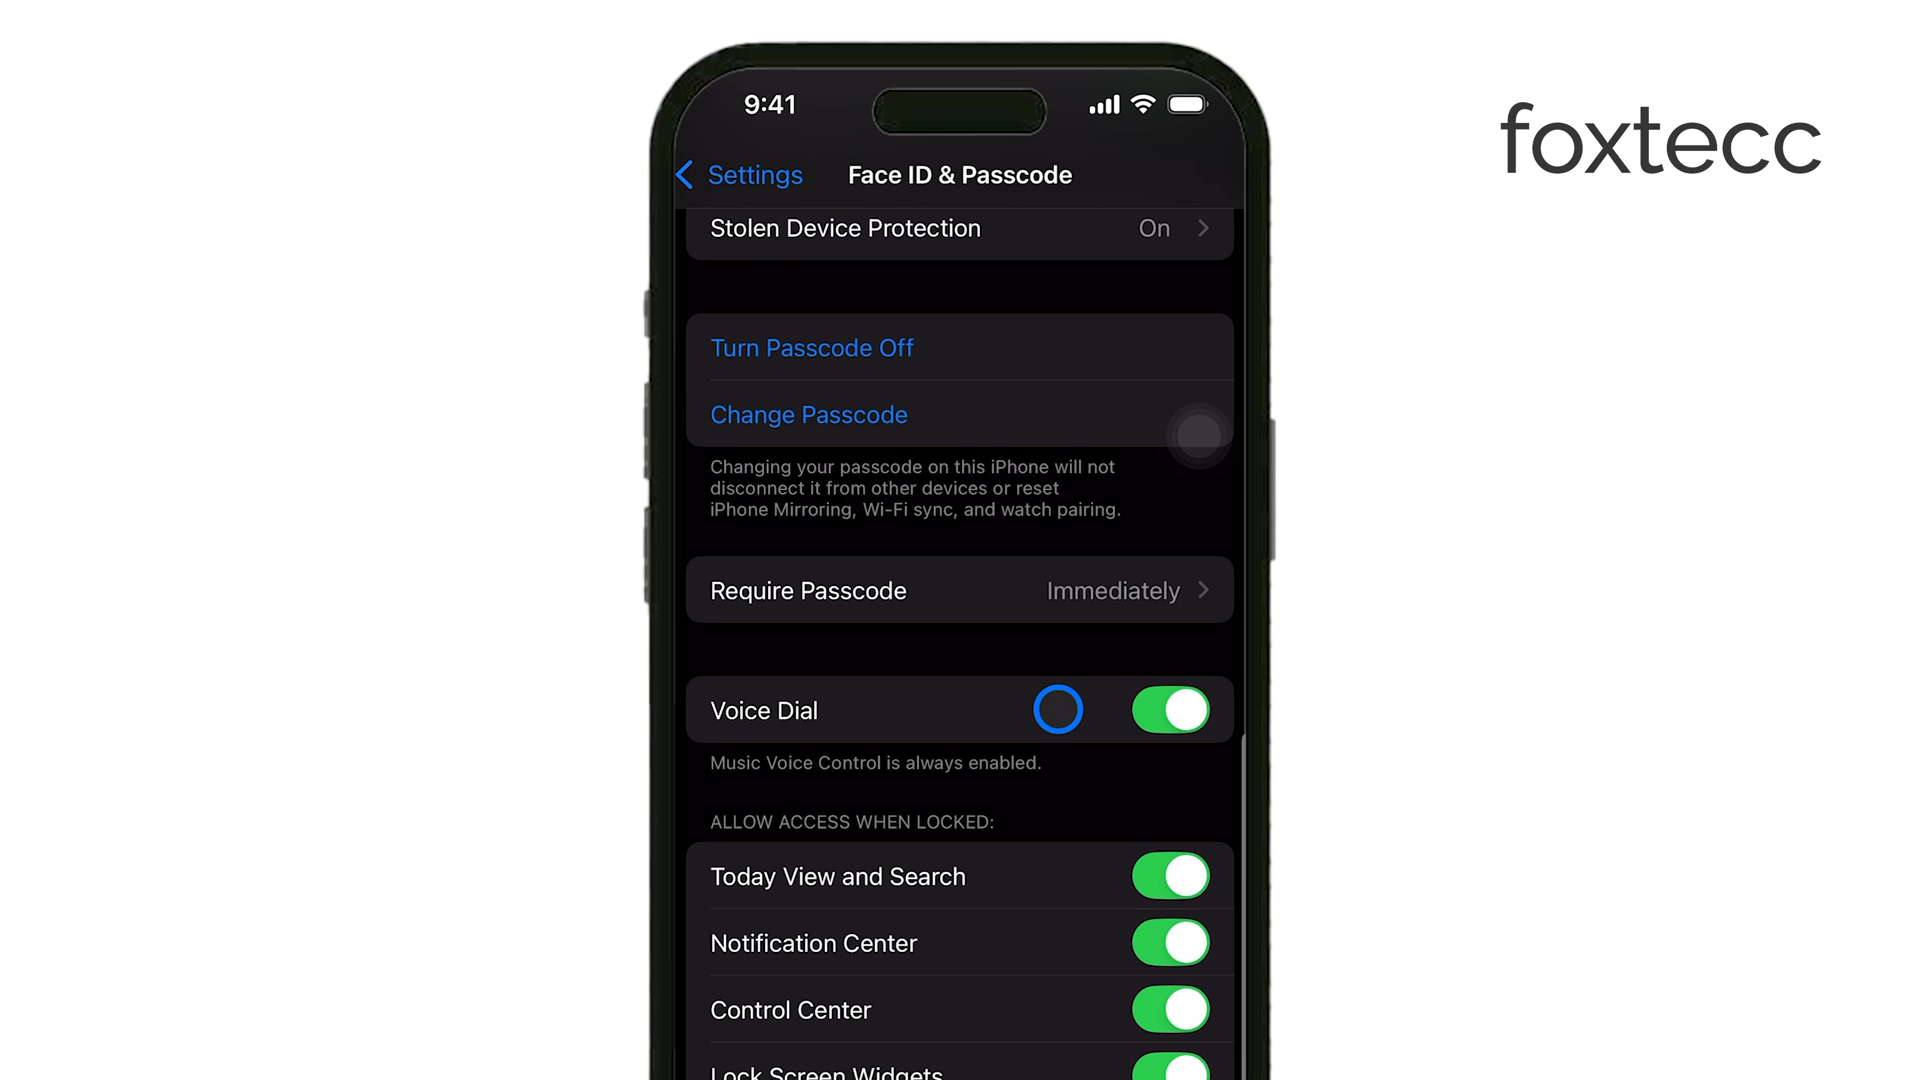 9:41
foxtecc
Settings
Face ID & Passcode
Stolen Device Protection On
Turn Passcode Off
Change Passcode
Changing your passcode on this iPhone will not
disconnect it from other devices or reset
iPhone Mirroring, Wi-Fi sync, and watch pairing.
Require Passcode Immediately
Voice Dial
Music Voice Control is always enabled.
ALLOW ACCESS WHEN LOCKED:
Today View and Search
Notification Center
Control Center
Lock Screen Widgets